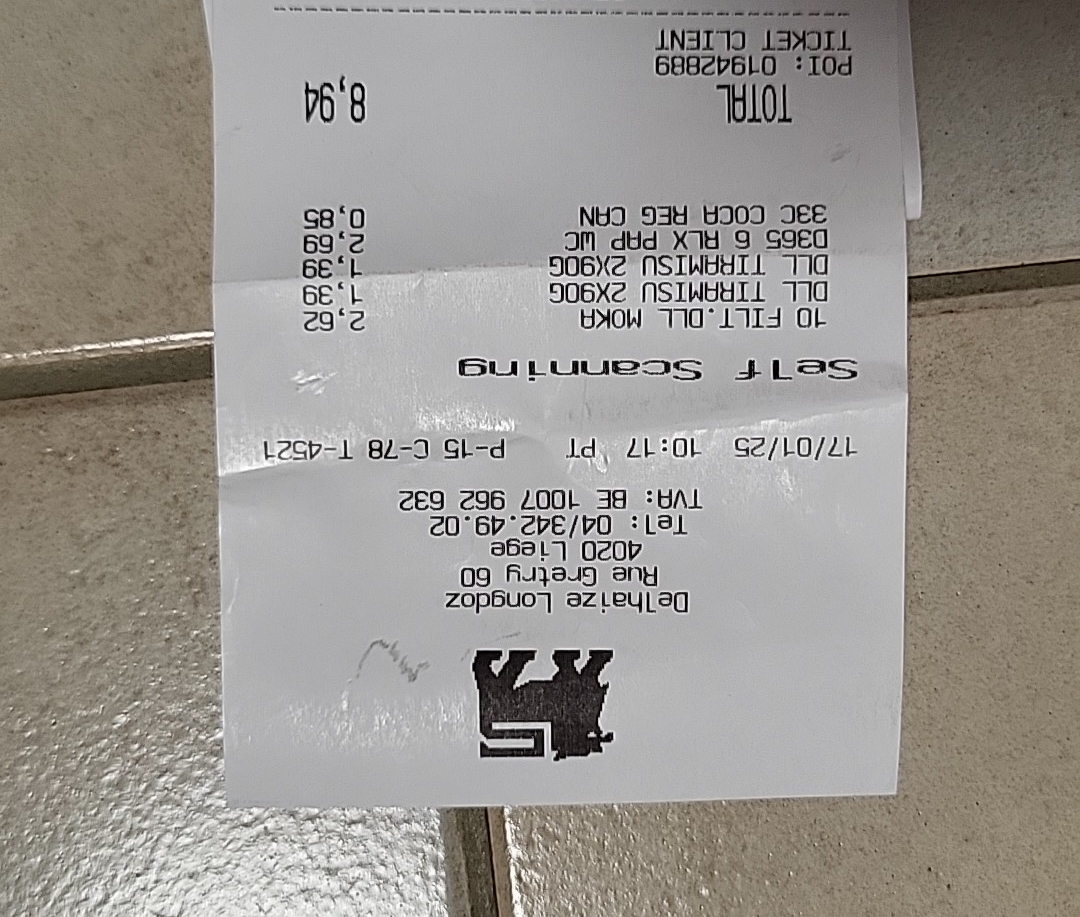 Delhaize Longdoz
Rue Gretry 60
4020 Liege
Tel: 04/342.49.02
TVA: BE 1007 962 632
17/01/25 10:17 PT P-15 C-78 T-4521
Self Scanning
10 FILT.DLL MOKA 2,62
DLL TIRAMISU 2X90G 1,39
DLL TIRAMISU 2X90G 1,39
D365 6 RLX PAP WC 2,69
33C COCA REG CAN 0,85
TOTAL 8,94
POI: 01942889
TICKET CLIENT